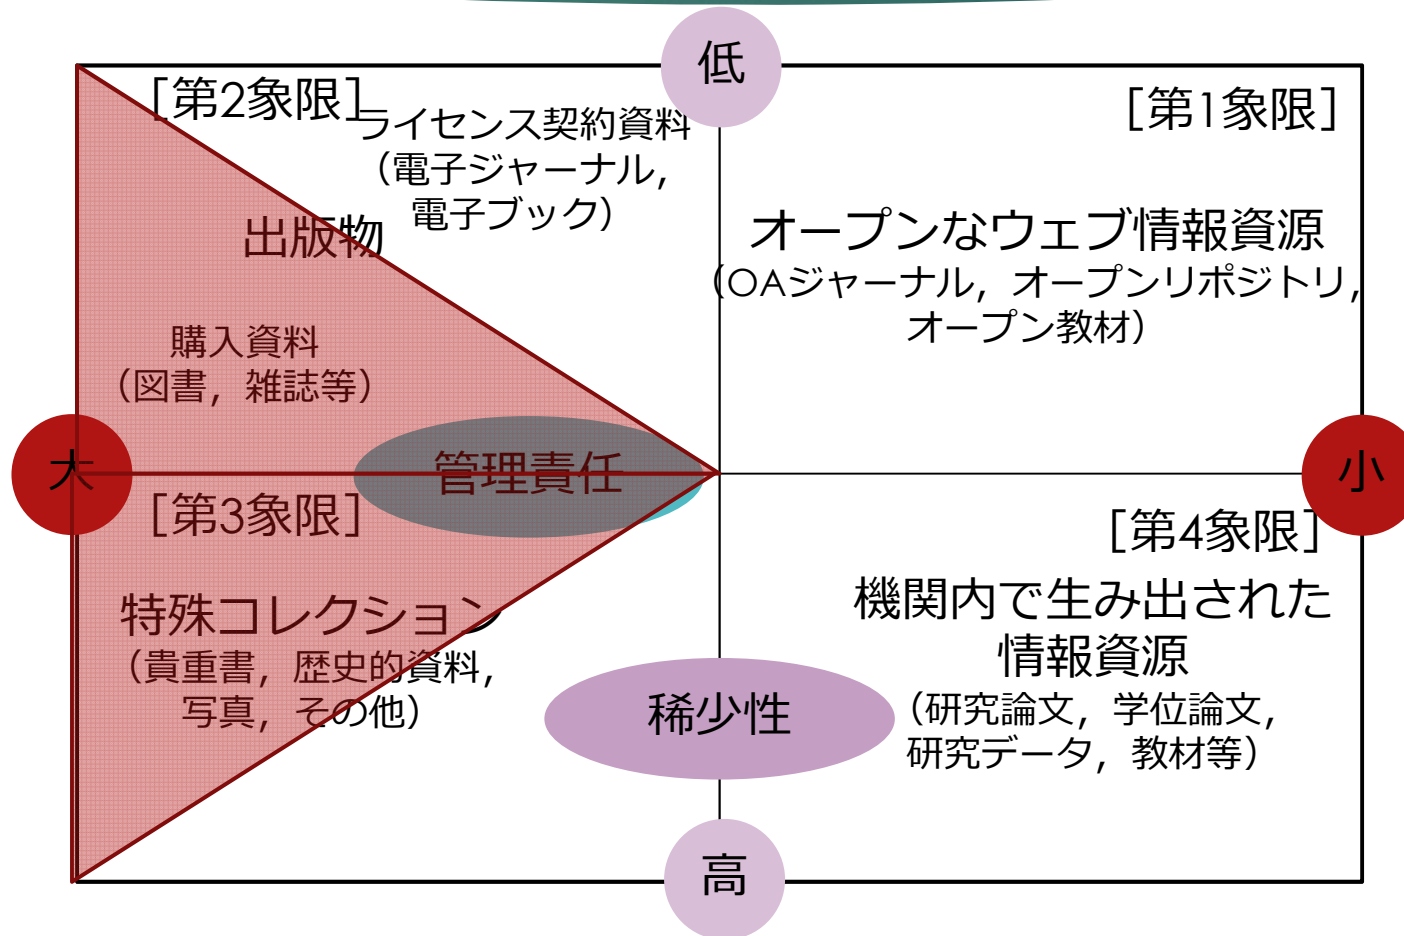 低
［第2象限］
ライセンス契約資料
（電子ジャーナル，
電子ブック）
出版物
購入資料
（図書，雑誌等）
［第1象限］
オープンなウェブ情報資源
（OAジャーナル，オープンリポジトリ，
オープン教材）
大
管理責任
小
［第3象限］
特殊コレクション
（貴重書，歴史的資料，
写真，その他）
［第4象限］
機関内で生み出された
情報資源
（研究論文，学位論文，
研究データ，教材等）
稀少性
高